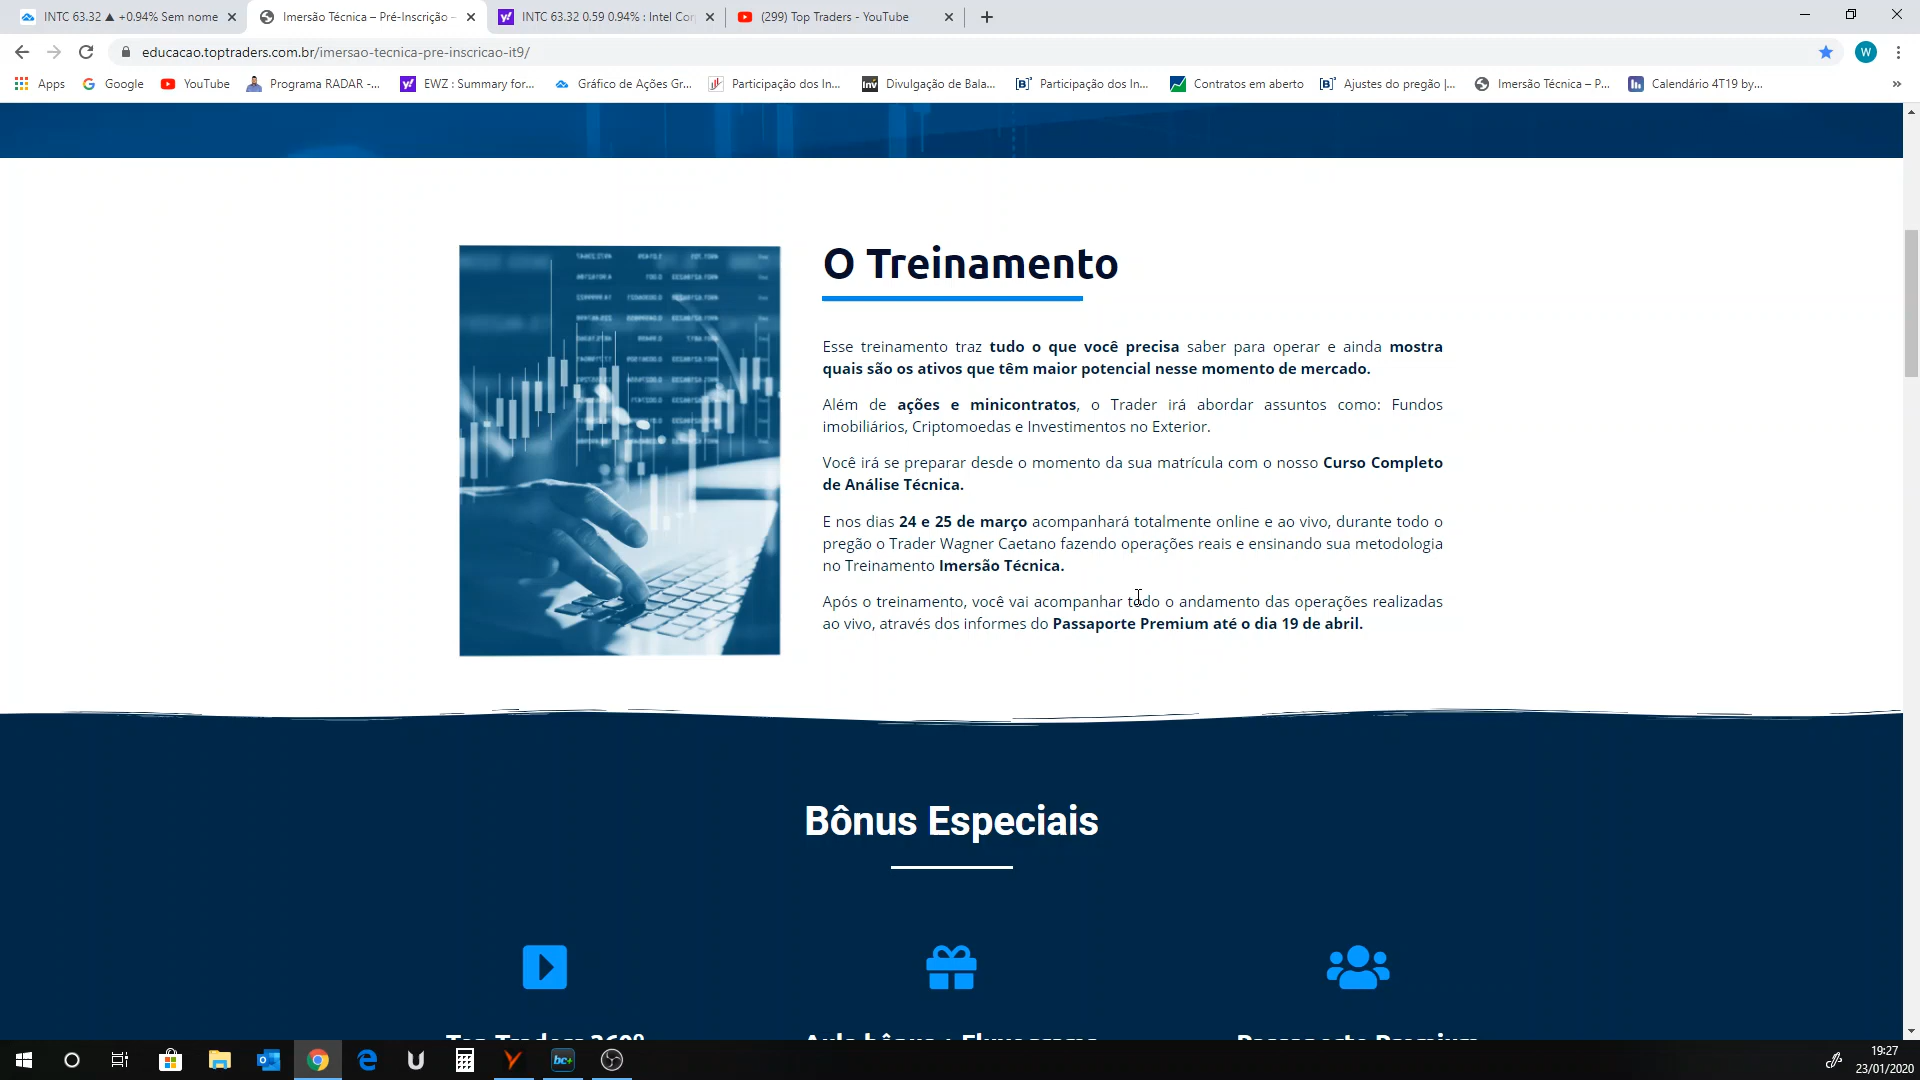 INTC 63.32 ▲ +0.94% Sem nome
Imersão Técnica – Pré-Inscrição –
INTC 63.32 0.59 0.94% : Intel Cor
(299) Top Traders - YouTube
educacao.toptraders.com.br/imersao-tecnica-pre-inscricao-it9/
W
Apps
Google
YouTube
Programa RADAR -...
EWZ : Summary for...
Gráfico de Ações Gr...
Participação dos In...
Divulgação de Bala...
Participação dos In...
Contratos em aberto
Ajustes do pregão |...
Imersão Técnica – P...
Calendário 4T19 by...
O Treinamento
Esse treinamento traz tudo o que você precisa saber para operar e ainda mostra
quais são os ativos que têm maior potencial nesse momento de mercado.
Além de ações e minicontratos, o Trader irá abordar assuntos como: Fundos
imobiliários, Criptomoedas e Investimentos no Exterior.
Você irá se preparar desde o momento da sua matrícula com o nosso Curso Completo
de Análise Técnica.
E nos dias 24 e 25 de março acompanhará totalmente online e ao vivo, durante todo o
pregão o Trader Wagner Caetano fazendo operações reais e ensinando sua metodologia
no Treinamento Imersão Técnica.
Após o treinamento, você vai acompanhar todo o andamento das operações realizadas
ao vivo, através dos informes do Passaporte Premium até o dia 19 de abril.
Bônus Especiais
Top Traders 360º
Passaporte Premium
bc+
19:27
23/01/2020